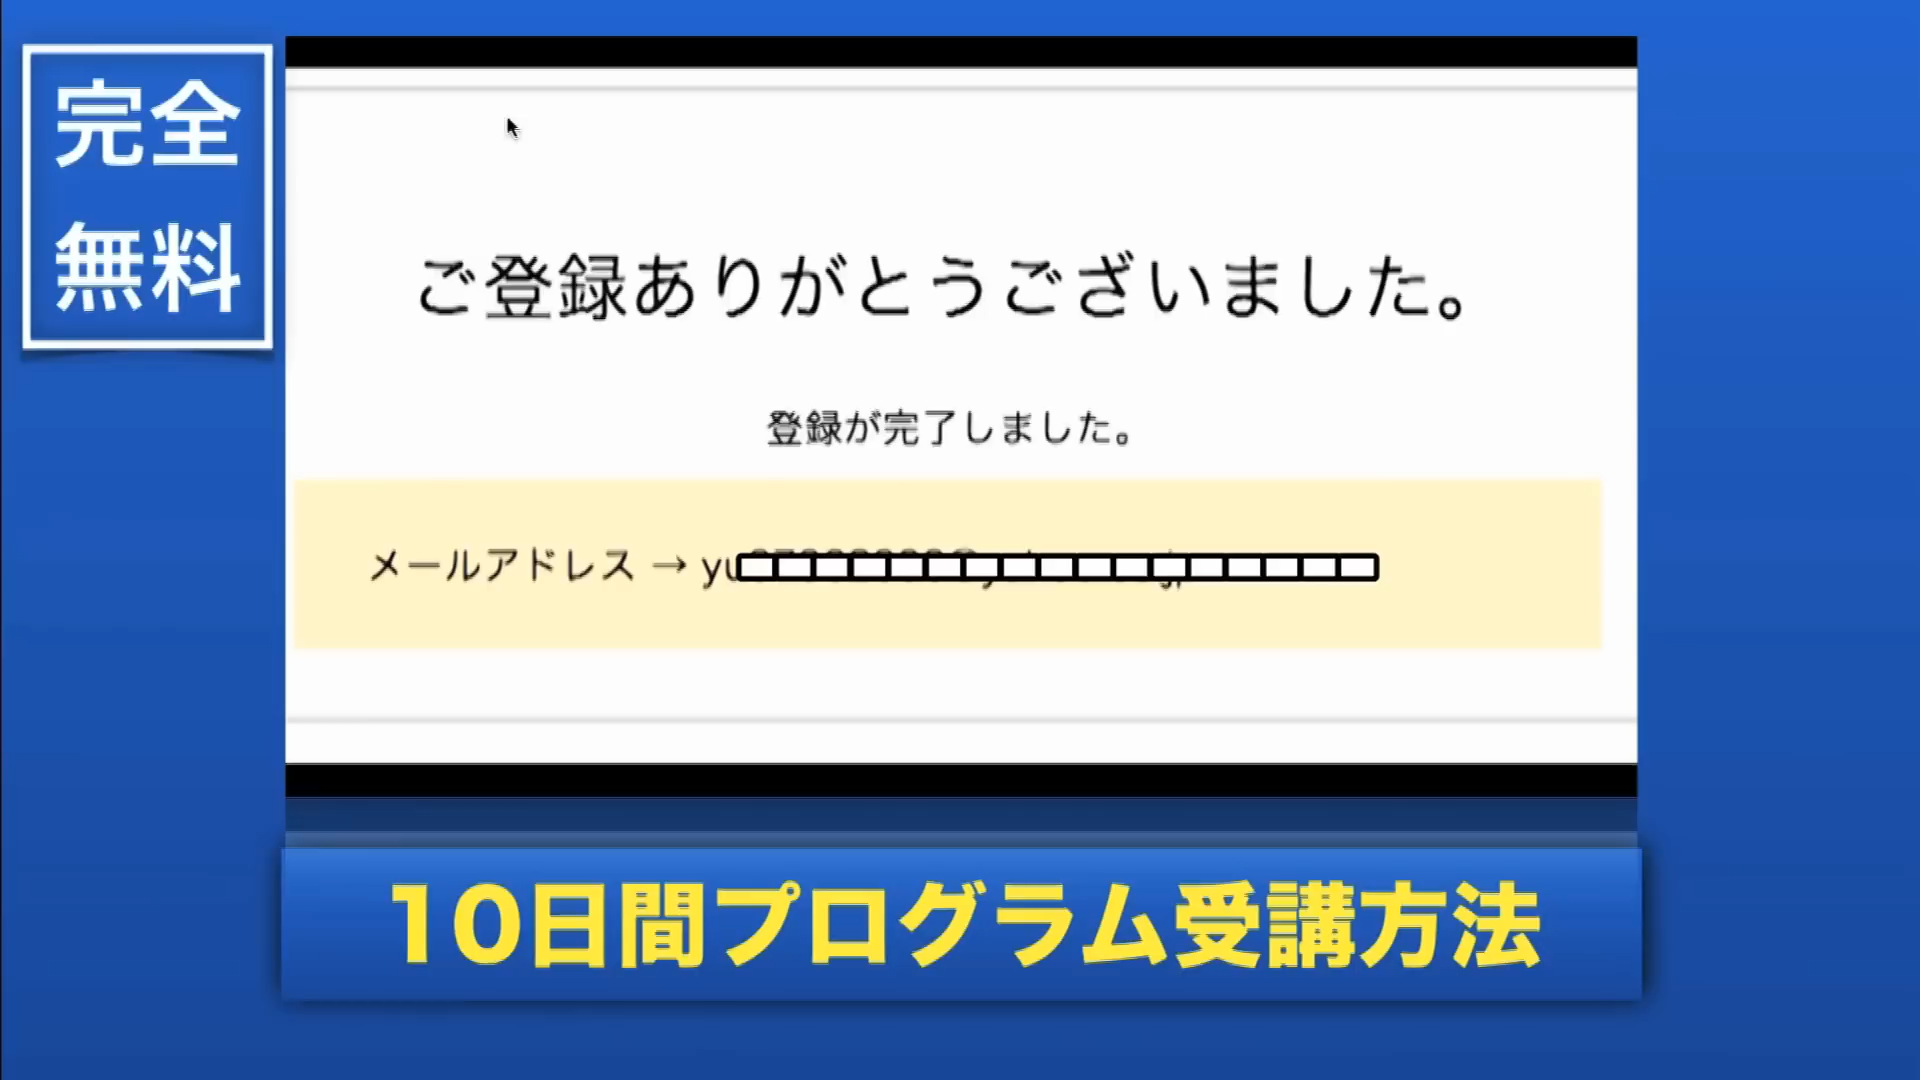 完全
無料
ご登録ありがとうございました。
登録が完了しました。
メールアドレス → yu
10日間プログラム受講方法